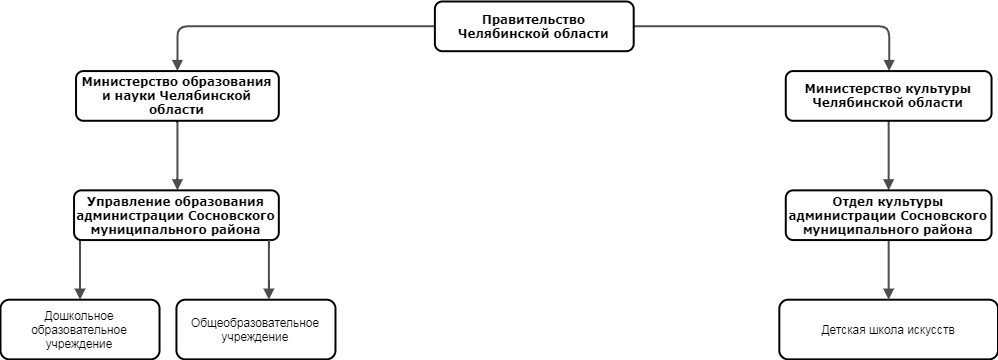 Правительство
Челябинской области
Министерство образования
и науки Челябинской
области
Министерство культуры
Челябинской области
Управление образования
администрации Сосновского
муниципального района
Отдел культуры
администрации Сосновского
муниципального района
Дошкольное
образовательное
учреждение
Общеобразовательное
учреждение
Детская школа искусств